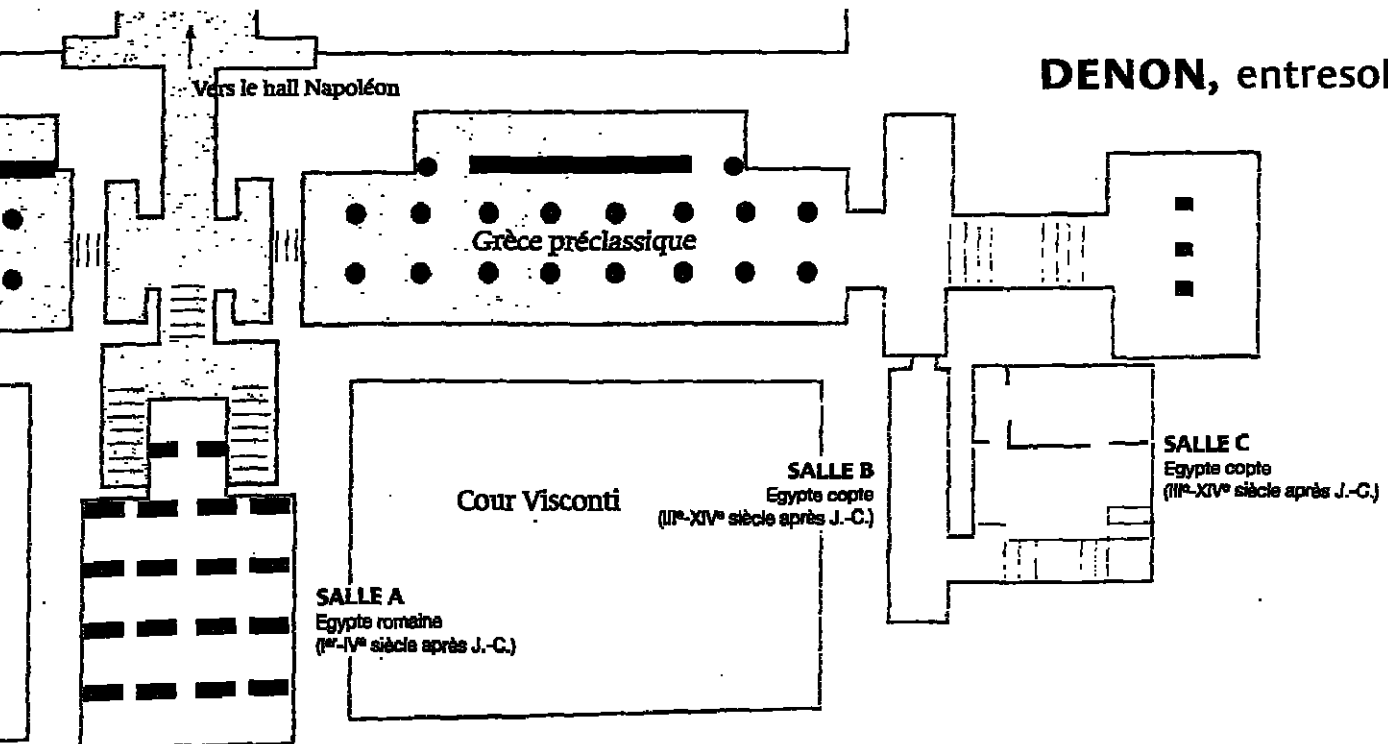 DENON, entresol
Vers le hall Napoléon
Grèce préclassique
Cour Visconti
SALLE A
Egypte romaine
(Iᵉʳ-IVᵉ siècle après J.-C.)
SALLE B
Egypte copte
(IIIᵉ-XIVᵉ siècle après J.-C.)
SALLE C
Egypte copte
(IIIᵉ-XIVᵉ siècle après J.-C.)